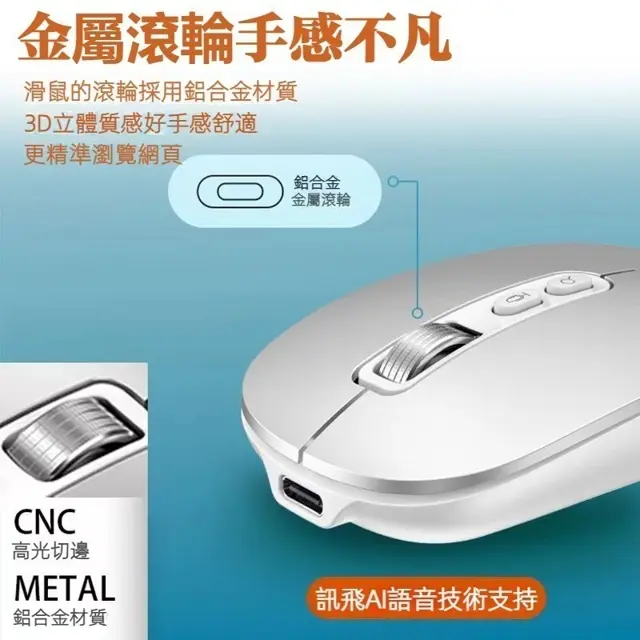 金屬滾輪手感不凡
滑鼠的滾輪採用鋁合金材質
3D立體質感好手感舒適
更精準瀏覽網頁
鋁合金
金屬滾輪
CNC
高光切邊
METAL
鋁合金材質
訊飛AI語音技術支持